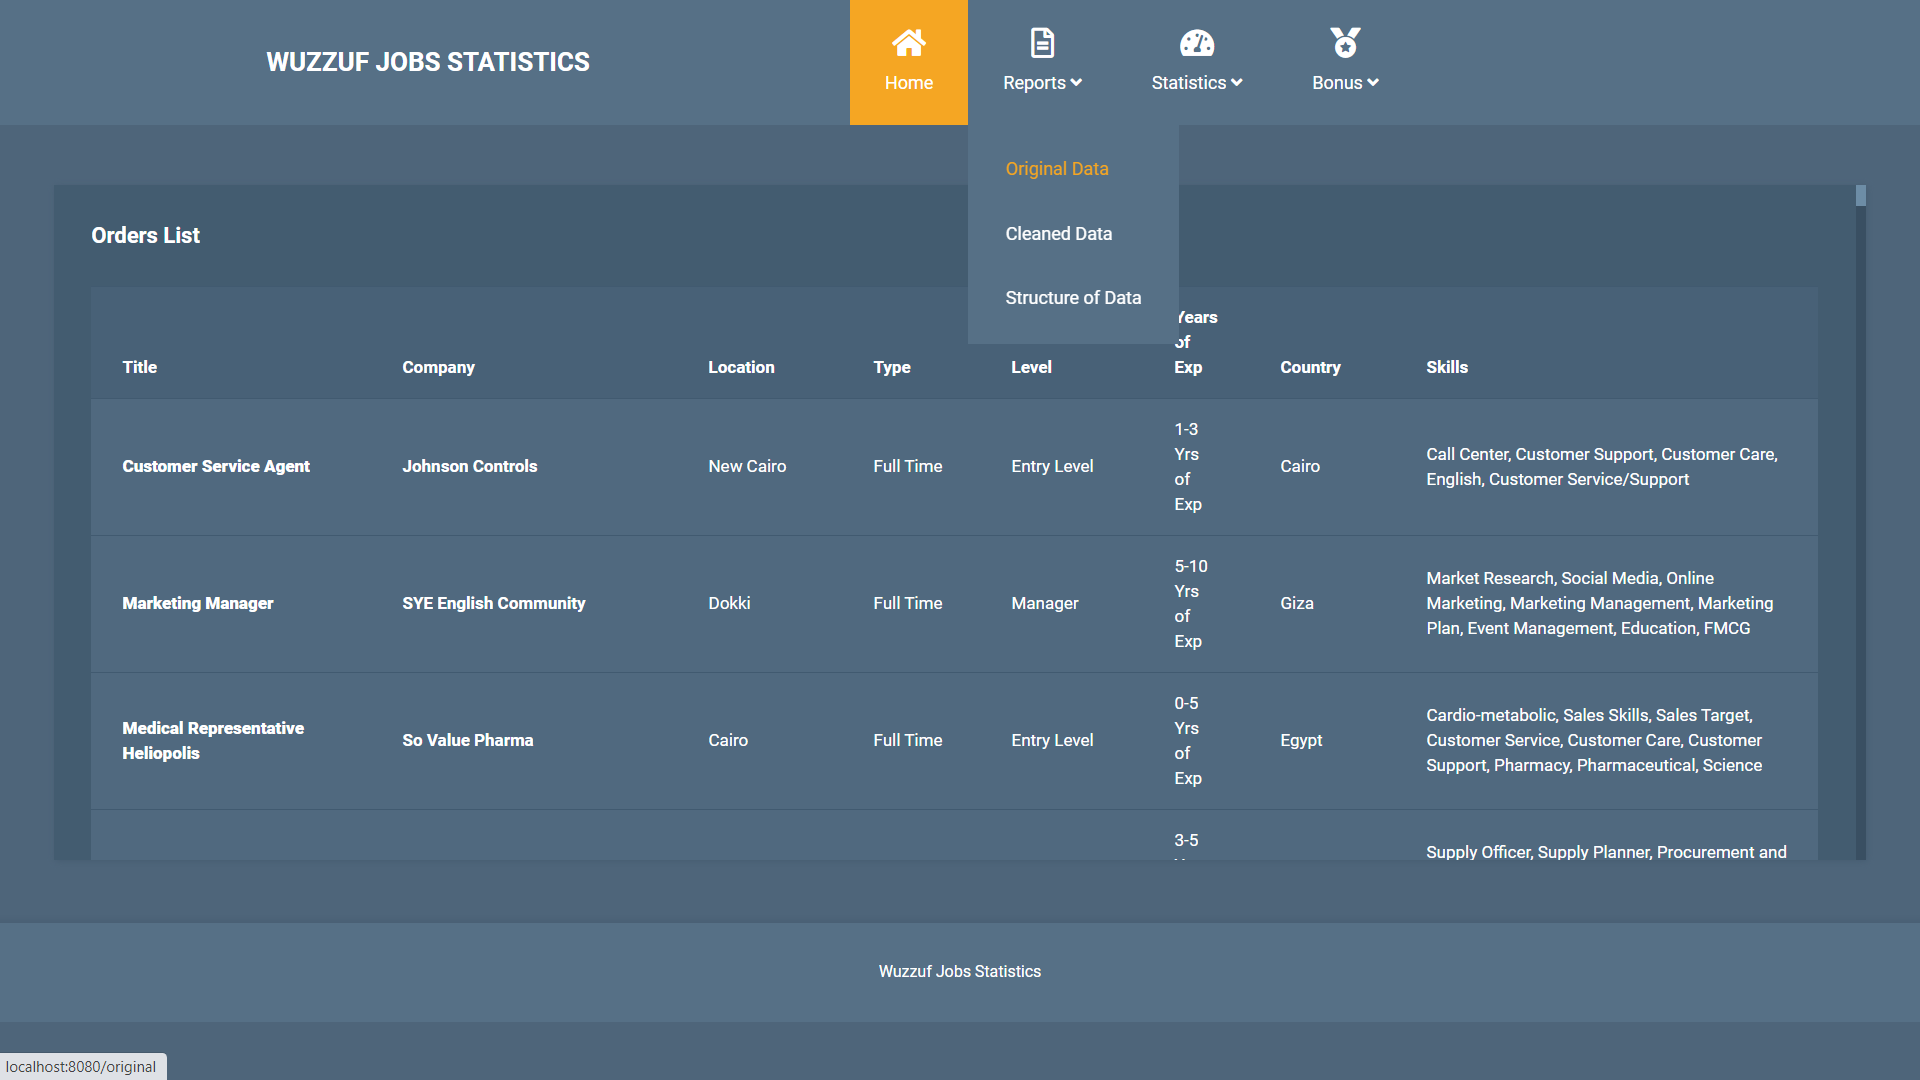 WUZZUF JOBS STATISTICS
Home
Reports
Statistics
Bonus
Original Data
Cleaned Data
Structure of Data
Orders List
Title
Company
Location
Type
Level
Years
of
Exp
Country
Skills
Customer Service Agent
Johnson Controls
New Cairo
Full Time
Entry Level
1-3
Yrs
of
Exp
Cairo
Call Center, Customer Support, Customer Care,
English, Customer Service/Support
Marketing Manager
SYE English Community
Dokki
Full Time
Manager
5-10
Yrs
of
Exp
Giza
Market Research, Social Media, Online
Marketing, Marketing Management, Marketing
Plan, Event Management, Education, FMCG
Medical Representative
Heliopolis
So Value Pharma
Cairo
Full Time
Entry Level
0-5
Yrs
of
Exp
Egypt
Cardio-metabolic, Sales Skills, Sales Target,
Customer Service, Customer Care, Customer
Support, Pharmacy, Pharmaceutical, Science
3-5
Supply Officer, Supply Planner, Procurement and
Wuzzuf Jobs Statistics
localhost:8080/original